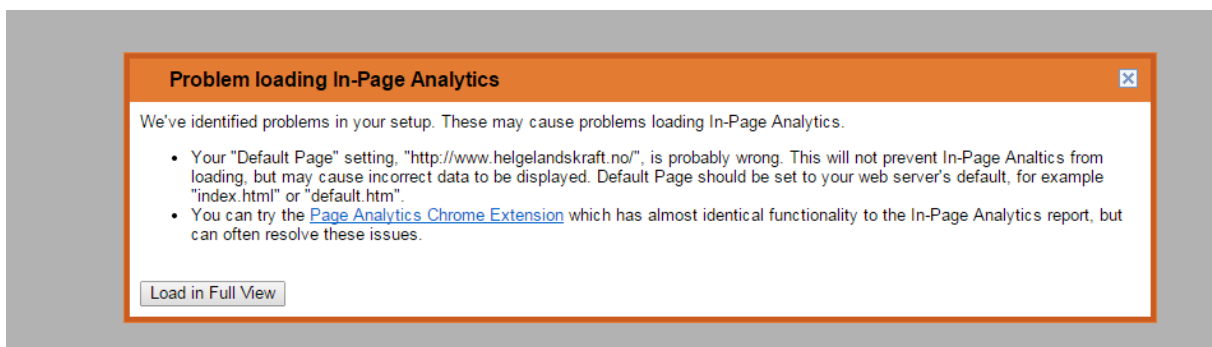 Problem loading In-Page Analytics
We've identified problems in your setup. These may cause problems loading In-Page Analytics.
• Your "Default Page" setting, "http://www.helgelandskraft.no/", is probably wrong. This will not prevent In-Page Analtics from
loading, but may cause incorrect data to be displayed. Default Page should be set to your web server's default, for example
"index.html" or "default.htm".
• You can try the Page Analytics Chrome Extension which has almost identical functionality to the In-Page Analytics report, but
can often resolve these issues.
Load in Full View